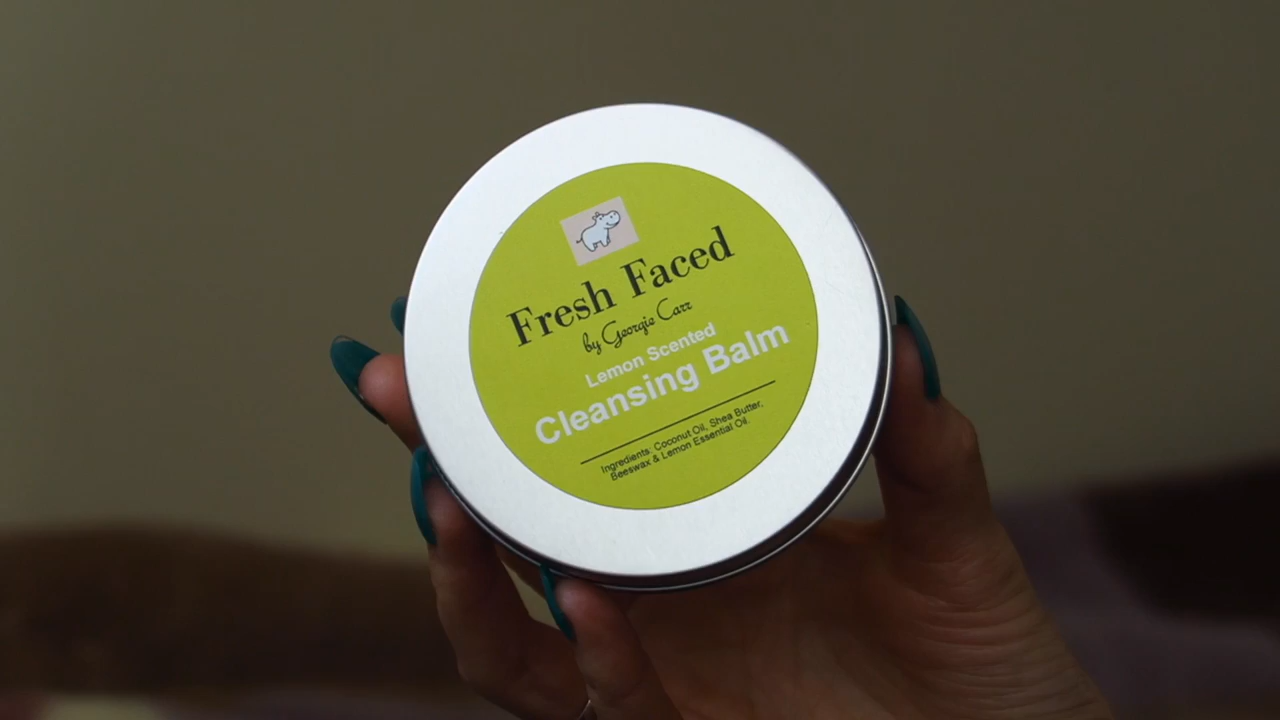 Fresh Faced
by Georgie Carr
Lemon Scented
Cleansing Balm
Ingredients: Coconut Oil, Shea Butter,
Beeswax & Lemon Essential Oil.